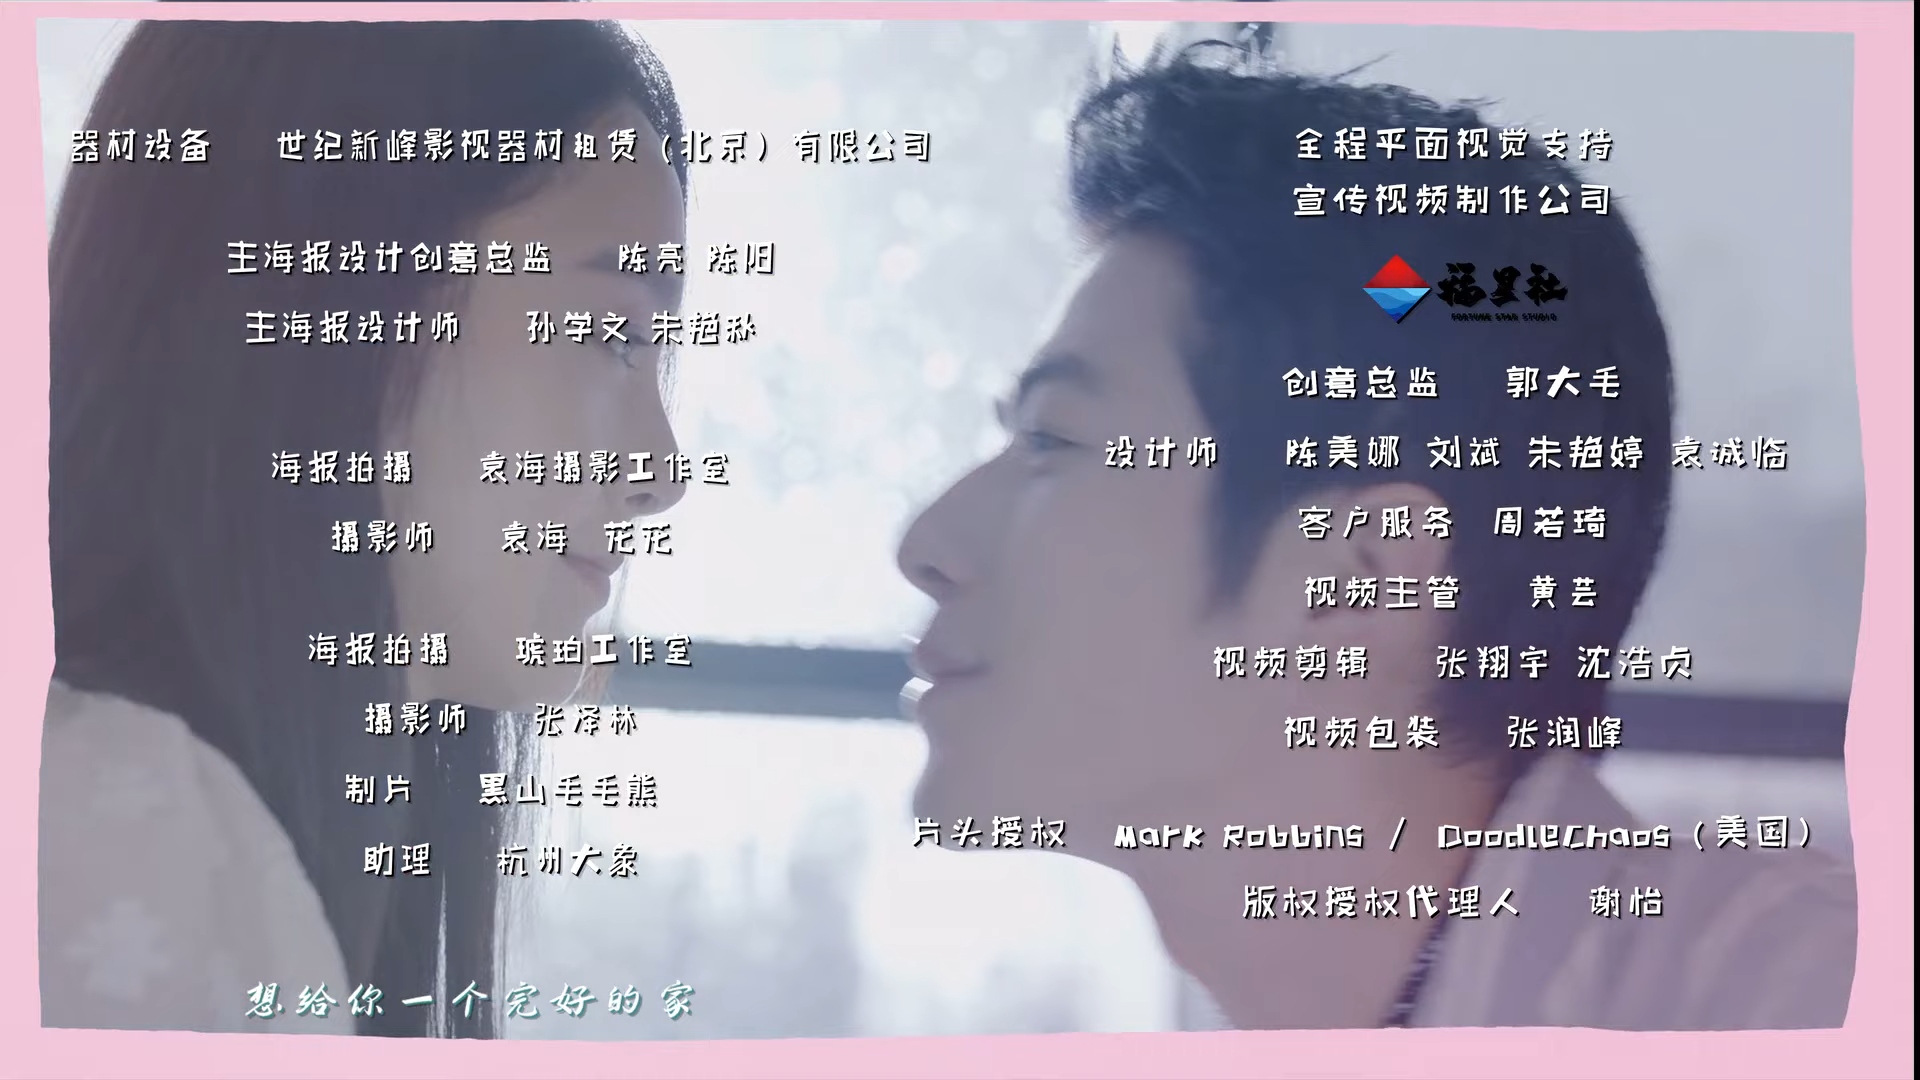 器材设备 世纪新峰影视器材租赁（北京）有限公司
主海报设计创意总监 陈亮 陈阳
主海报设计师 孙学文 朱艳秋
海报拍摄 袁海摄影工作室
摄影师 袁海 花花
海报拍摄 琥珀工作室
摄影师 张泽林
制片 黑山毛毛熊
助理 杭州大象
全程平面视觉支持
宣传视频制作公司
福星社
FORTUNE STAR STUDIO
创意总监 郭大毛
设计师 陈美娜 刘斌 朱艳婷 袁诚临
客户服务 周若琦
视频主管 黄芸
视频剪辑 张翔宇 沈浩贞
视频包装 张润峰
片头授权 Mark Robbins / DoodleChaos（美国）
版权授权代理人 谢怡
想给你一个完好的家